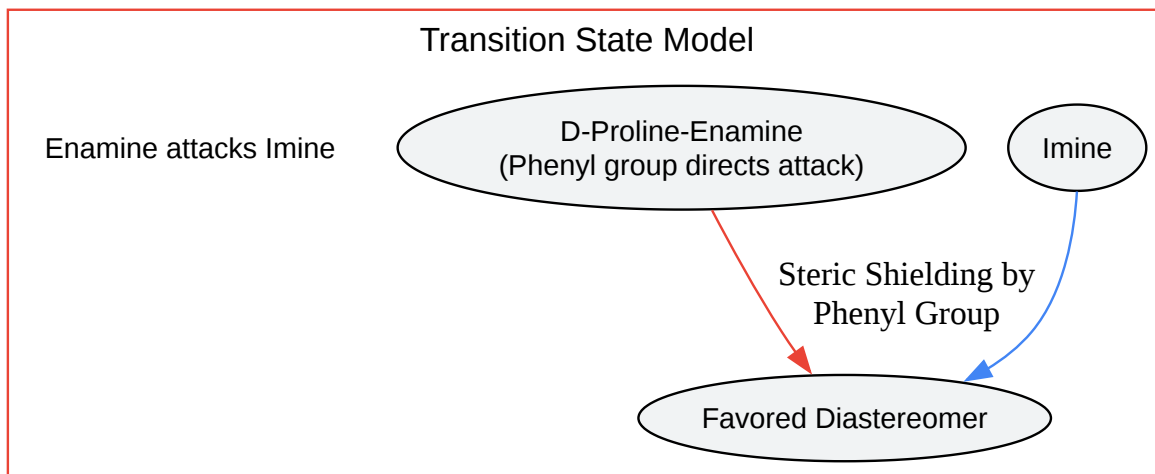 Transition State Model
Enamine attacks Imine
D-Proline-Enamine
(Phenyl group directs attack)
Imine
Steric Shielding by
Phenyl Group
Favored Diastereomer